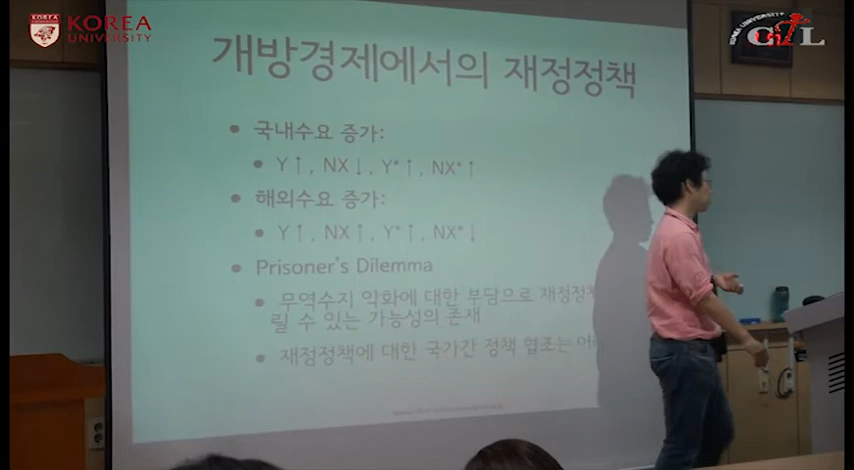 KOREA
UNIVERSITY
KOREA UNIVERSITY
CTL
개방경제에서의 재정정책
• 국내수요 증가:
• Y↑, NX↓, Y*↑, NX*↑
• 해외수요 증가:
• Y↑, NX↑, Y*↑, NX*↓
• Prisoner's Dilemma
• 무역수지 악화에 대한 부담으로 재정정책
릴 수 있는 가능성의 존재
• 재정정책에 대한 국가간 정책 협조는